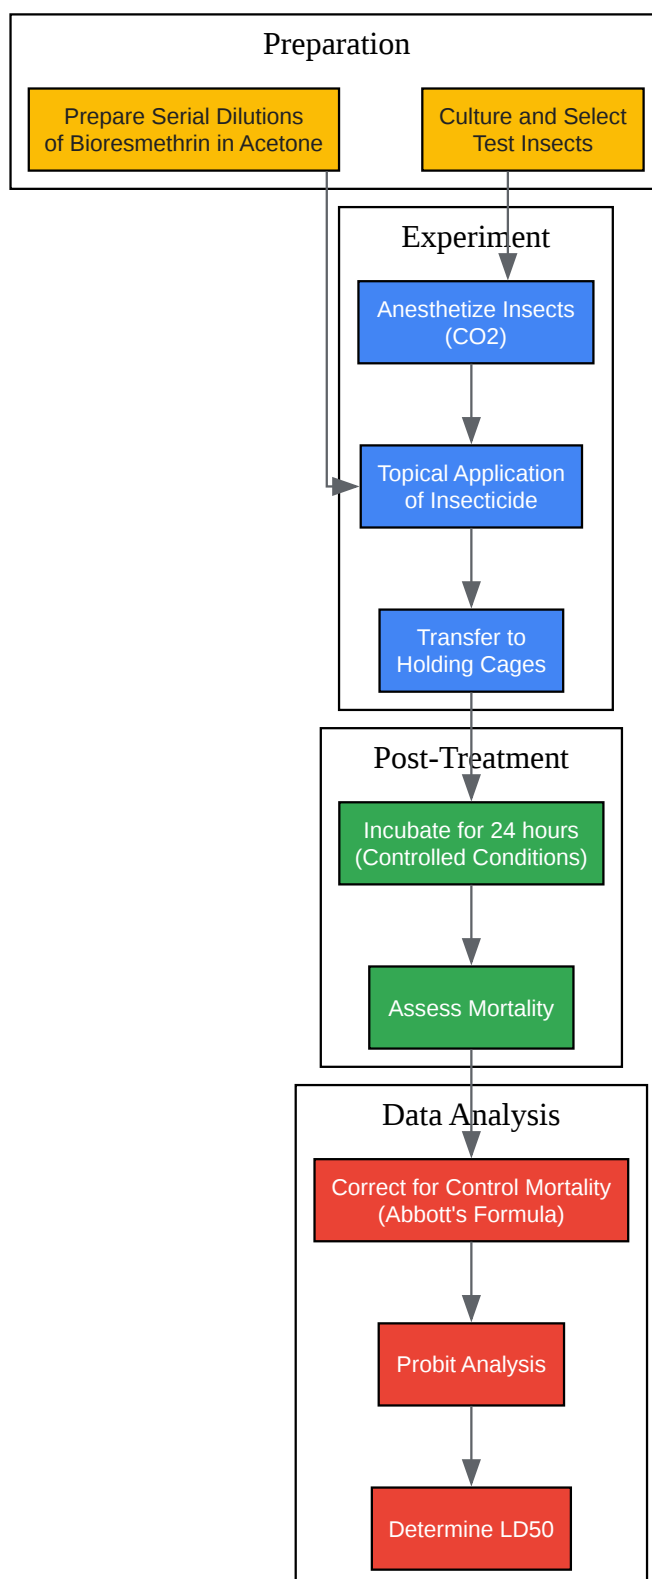 Preparation
Prepare Serial Dilutions
of Bioresmethrin in Acetone
Culture and Select
Test Insects
Experiment
Anesthetize Insects
(CO2)
Topical Application
of Insecticide
Transfer to
Holding Cages
Post-Treatment
Incubate for 24 hours
(Controlled Conditions)
Assess Mortality
Data Analysis
Correct for Control Mortality
(Abbott's Formula)
Probit Analysis
Determine LD50